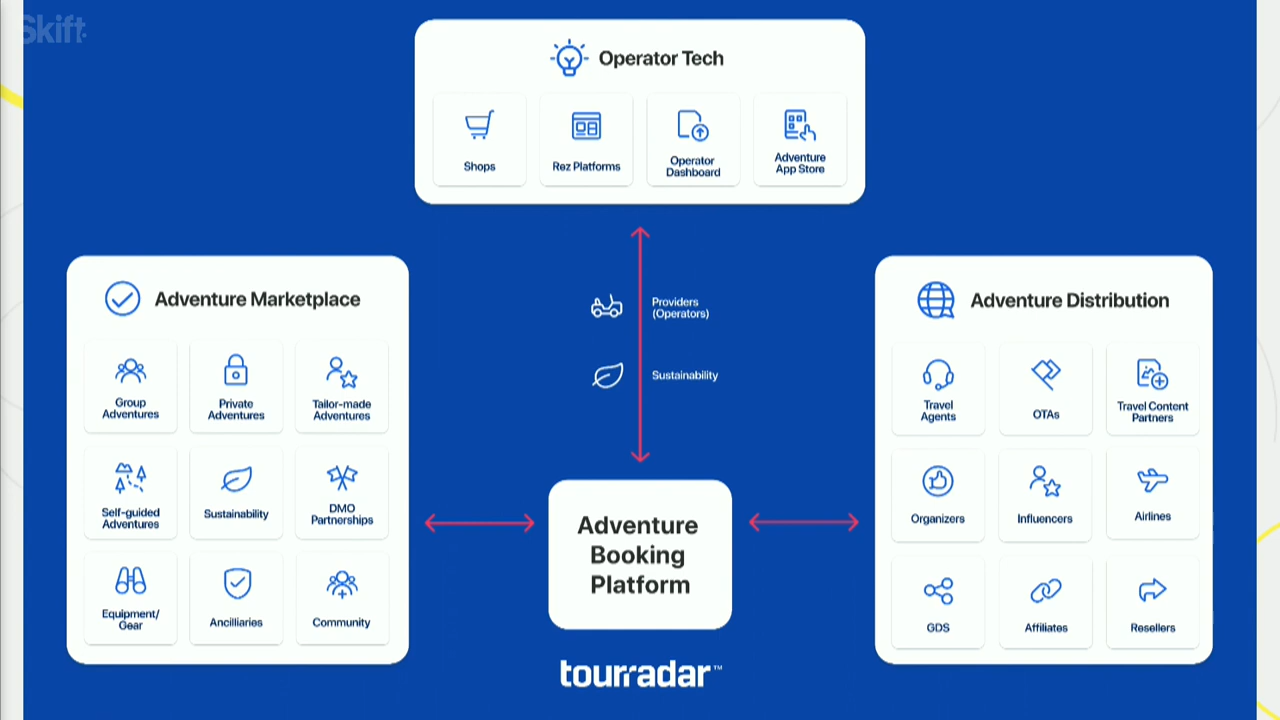 Skift
Operator Tech
Shops
Rez Platforms
Operator
Dashboard
Adventure
App Store
Adventure Marketplace
Group
Adventures
Private
Adventures
Tailor-made
Adventures
Self-guided
Adventures
Sustainability
DMO
Partnerships
Equipment/
Gear
Ancilliaries
Community
Providers
(Operators)
Sustainability
Adventure
Booking
Platform
tourradar™
Adventure Distribution
Travel
Agents
OTAs
Travel Content
Partners
Organizers
Influencers
Airlines
GDS
Affiliates
Resellers